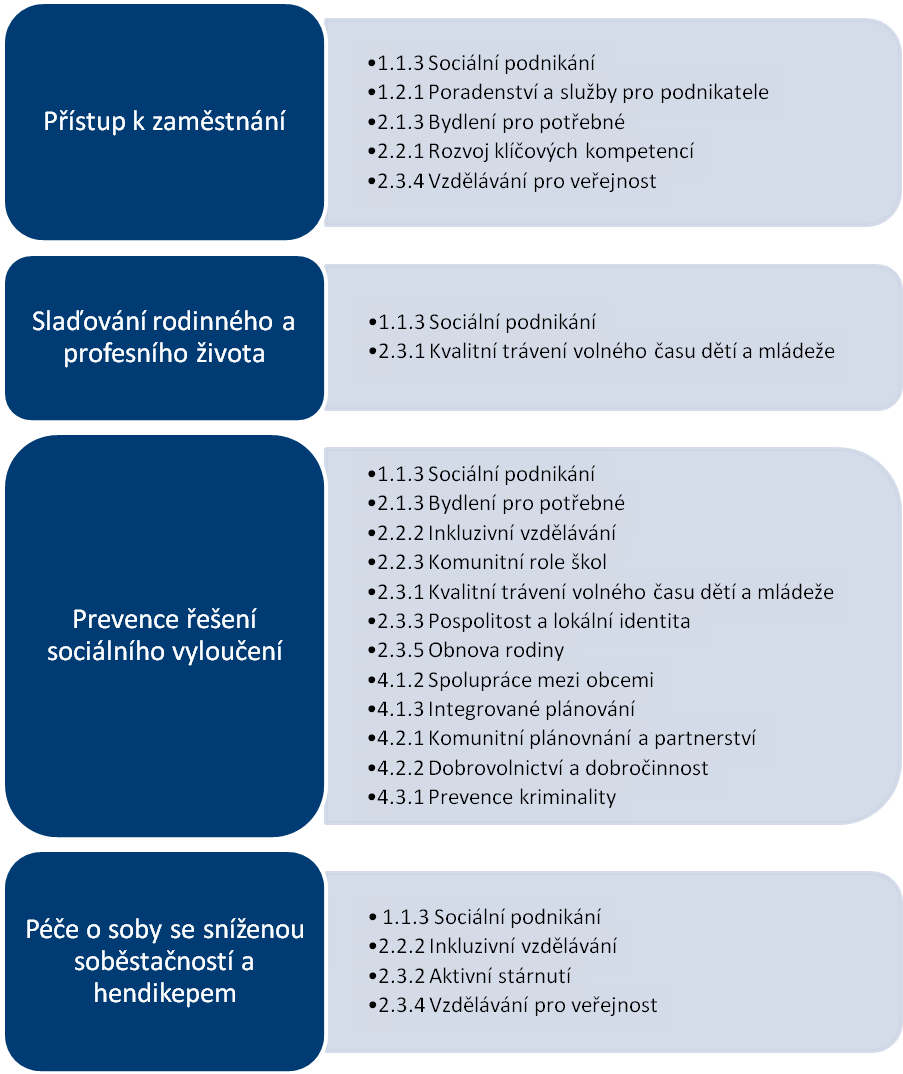 Přístup k zaměstnání
•1.1.3 Sociální podnikání
•1.2.1 Poradenství a služby pro podnikatele
•2.1.3 Bydlení pro potřebné
•2.2.1 Rozvoj klíčových kompetencí
•2.3.4 Vzdělávání pro veřejnost
Slaďování rodinného a
profesního života
•1.1.3 Sociální podnikání
•2.3.1 Kvalitní trávení volného času dětí a mládeže
Prevence řešení
sociálního vyloučení
•1.1.3 Sociální podnikání
•2.1.3 Bydlení pro potřebné
•2.2.2 Inkluzivní vzdělávání
•2.2.3 Komunitní role škol
•2.3.1 Kvalitní trávení volného času dětí a mládeže
•2.3.3 Pospolitost a lokální identita
•2.3.5 Obnova rodiny
•4.1.2 Spolupráce mezi obcemi
•4.1.3 Integrované plánování
•4.2.1 Komunitní plánovnání a partnerství
•4.2.2 Dobrovolnictví a dobročinnost
•4.3.1 Prevence kriminality
Péče o soby se sníženou
soběstačností a
hendikepem
• 1.1.3 Sociální podnikání
•2.2.2 Inkluzivní vzdělávání
•2.3.2 Aktivní stárnutí
•2.3.4 Vzdělávání pro veřejnost